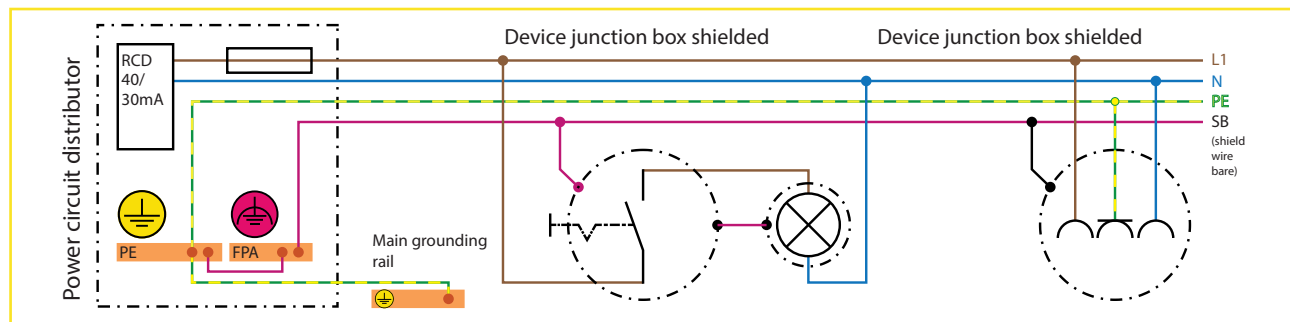 Power circuit distributor
RCD
40/
30mA
PE
FPA
Main grounding
rail
Device junction box shielded
Device junction box shielded
L1
N
PE
SB
(shield
wire
bare)